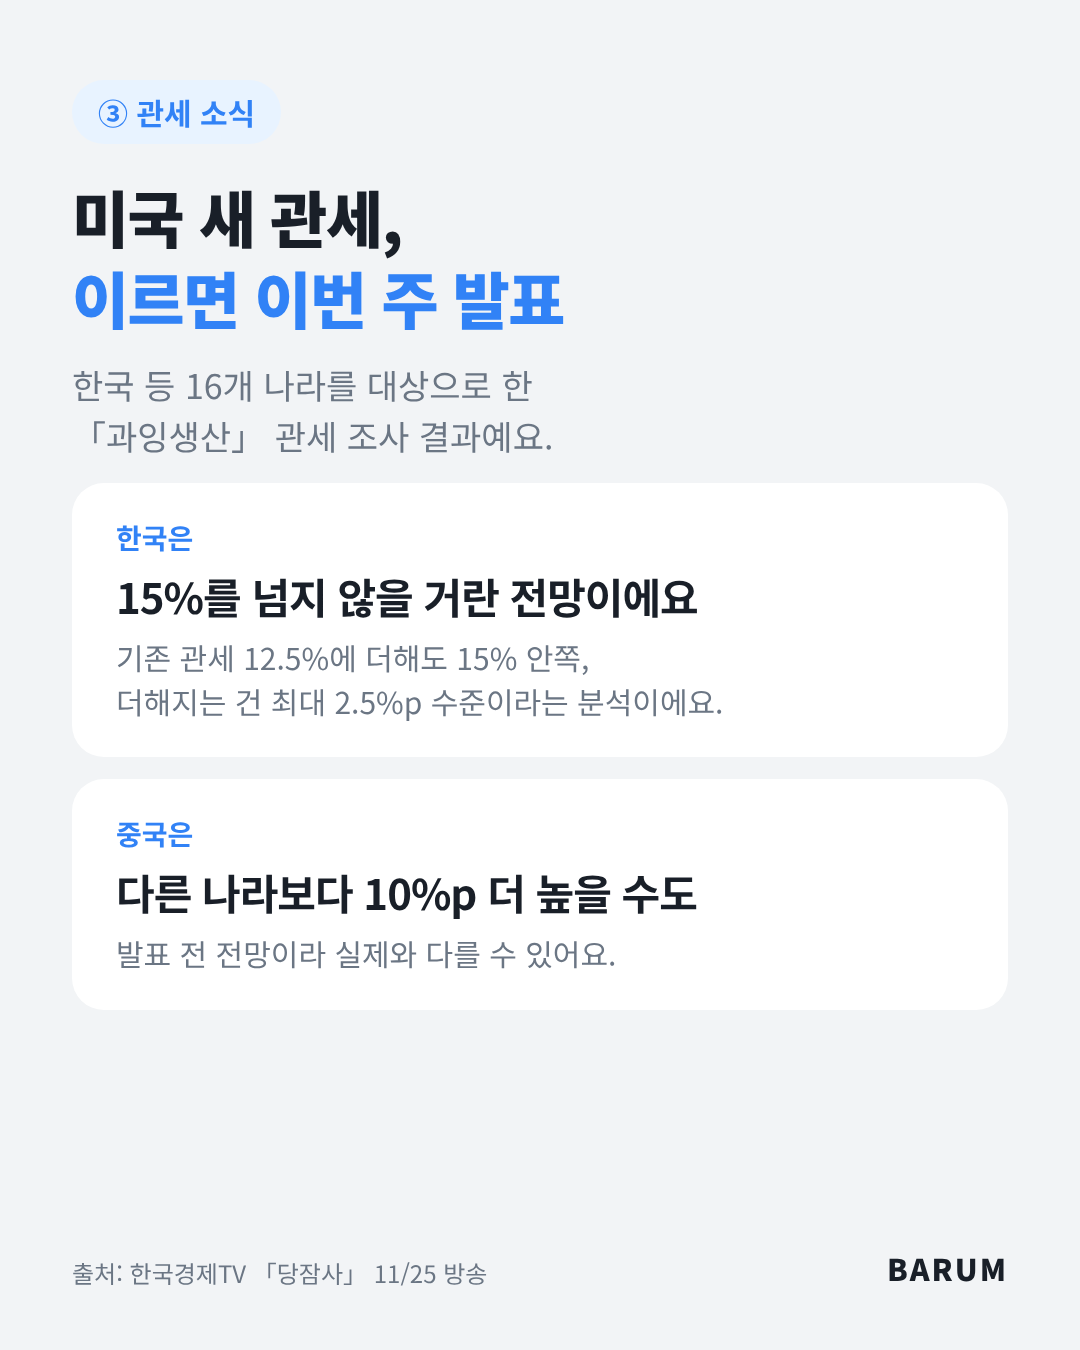 ③ 관세 소식
미국 새 관세,
이르면 이번 주 발표
한국 등 16개 나라를 대상으로 한
「과잉생산」 관세 조사 결과예요.
한국은
15%를 넘지 않을 거란 전망이에요
기존 관세 12.5%에 더해도 15% 안쪽,
더해지는 건 최대 2.5%p 수준이라는 분석이에요.
중국은
다른 나라보다 10%p 더 높을 수도
발표 전 전망이라 실제와 다를 수 있어요.
출처: 한국경제TV 「당잠사」 11/25 방송
BARUM